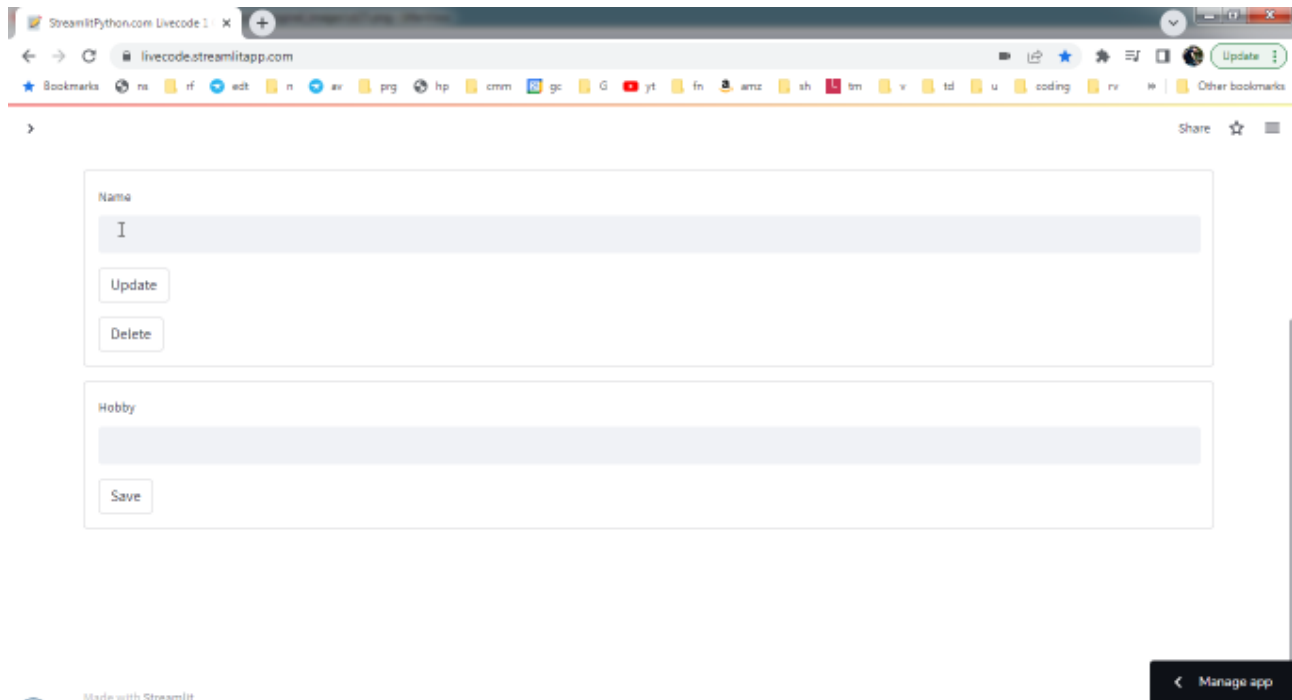 StreamlitPython.com Livecode 1
livecode.streamlitapp.com
Update
Bookmarks ns rf edt n av prg hp cmm gc G yt fn amz sh tm v td u coding rv » Other bookmarks
Share
Name
Update
Delete
Hobby
Save
Manage app
Made with Streamlit